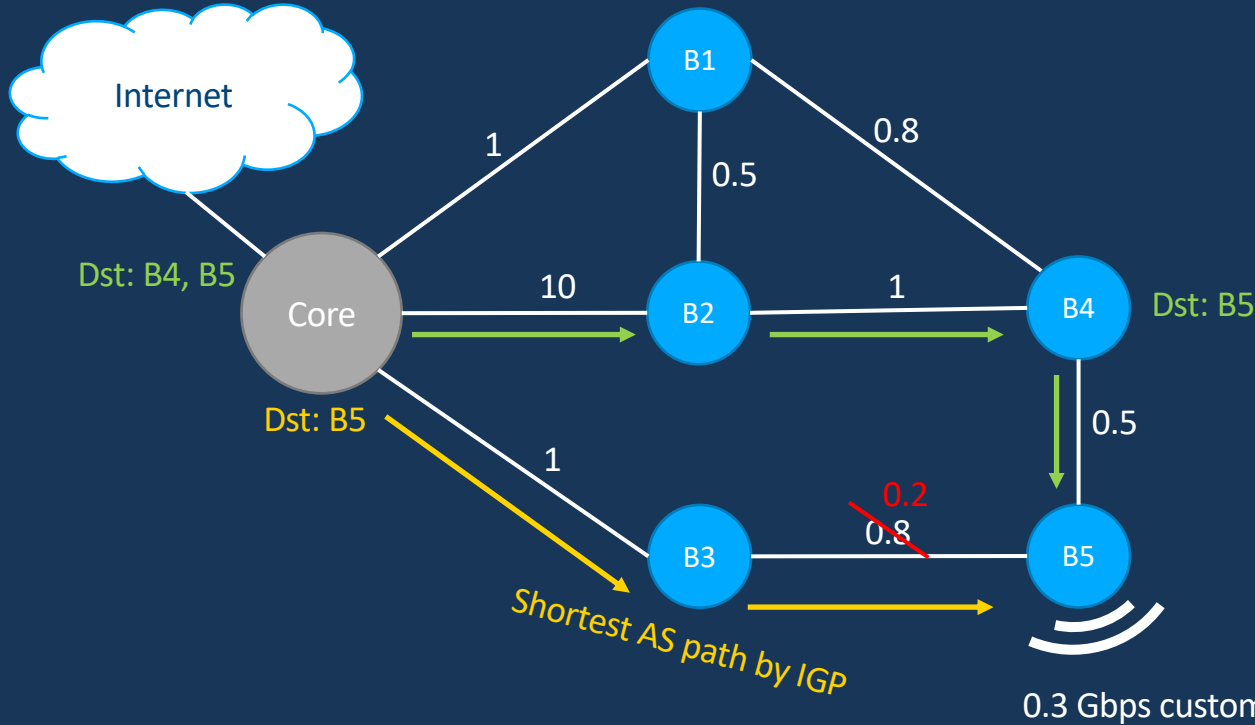 Internet
B1
1
0.8
0.5
Dst: B4, B5
Core
10
B2
1
B4
Dst: B5
Dst: B5
0.5
1
0.2
0.8
B3
B5
Shortest AS path by IGP
0.3 Gbps custom